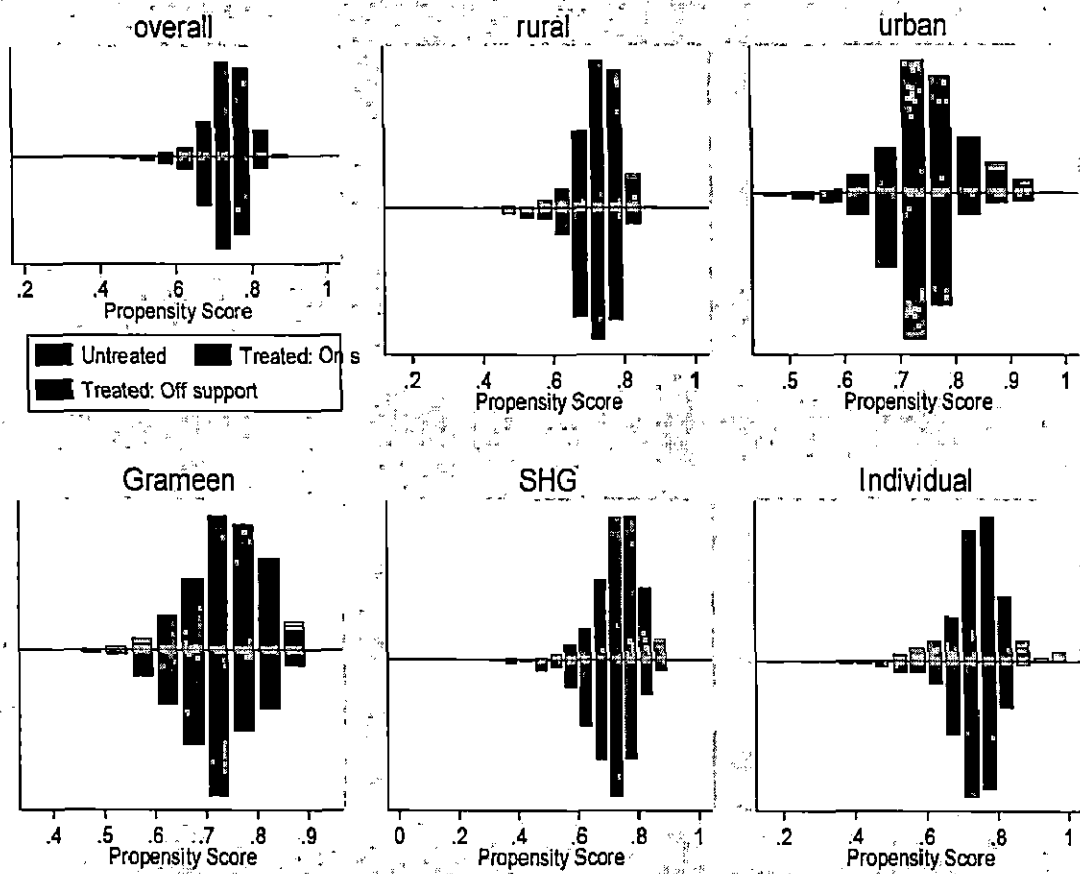 overall
.2 .4 .6 .8 1
Propensity Score
Untreated Treated: On s
Treated: Off support
rural
.2 .4 .6 .8 1
Propensity Score
urban
.5 .6 .7 .8 .9 1
Propensity Score
Grameen
.4 .5 .6 .7 .8 .9
Propensity Score
SHG
0 .2 .4 .6 .8 1
Propensity Score
Individual
.2 .4 .6 .8 1
Propensity Score